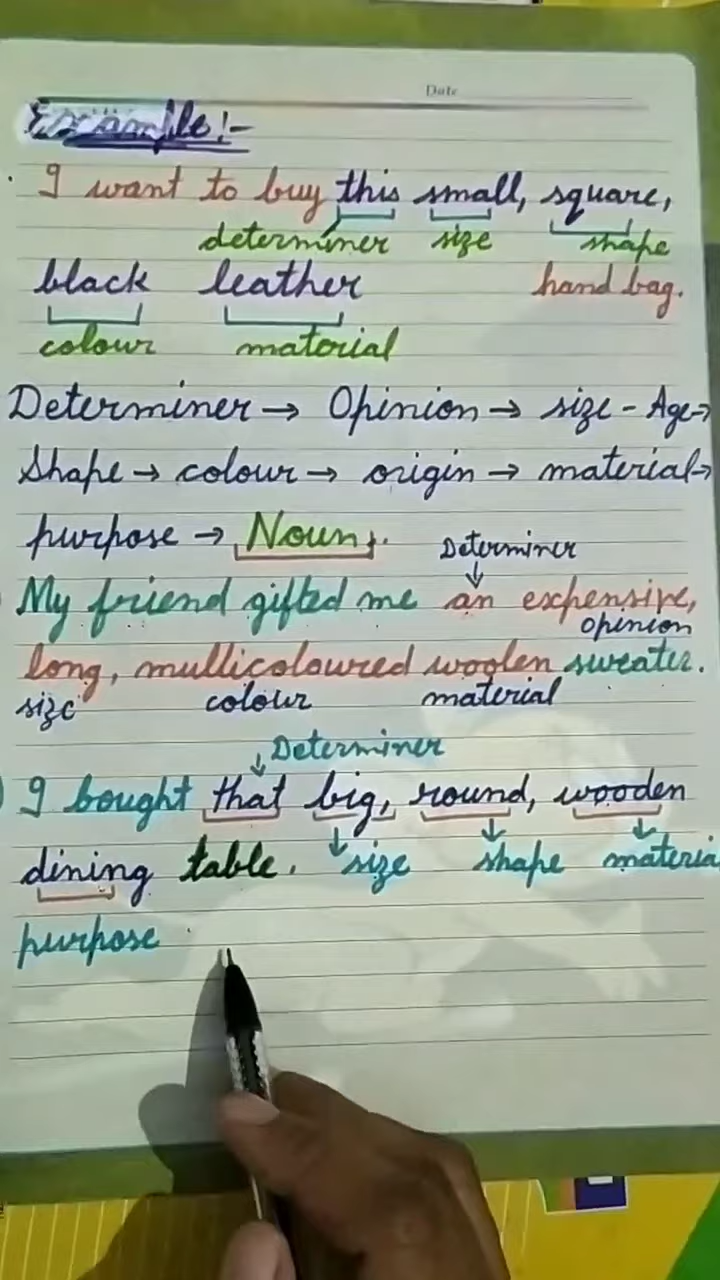 Date
Example:-
I want to buy this small, square,
determiner size shape
black leather hand bag.
colour material
Determiner → Opinion → size - Age→
Shape → colour → origin → material→
purpose → Noun.
Determiner
My friend gifted me an expensive,
opinion
long, mullicoloured woolen sweater.
size colour material
Determiner
I bought that big, round, wooden
dining table. size shape materia
purpose